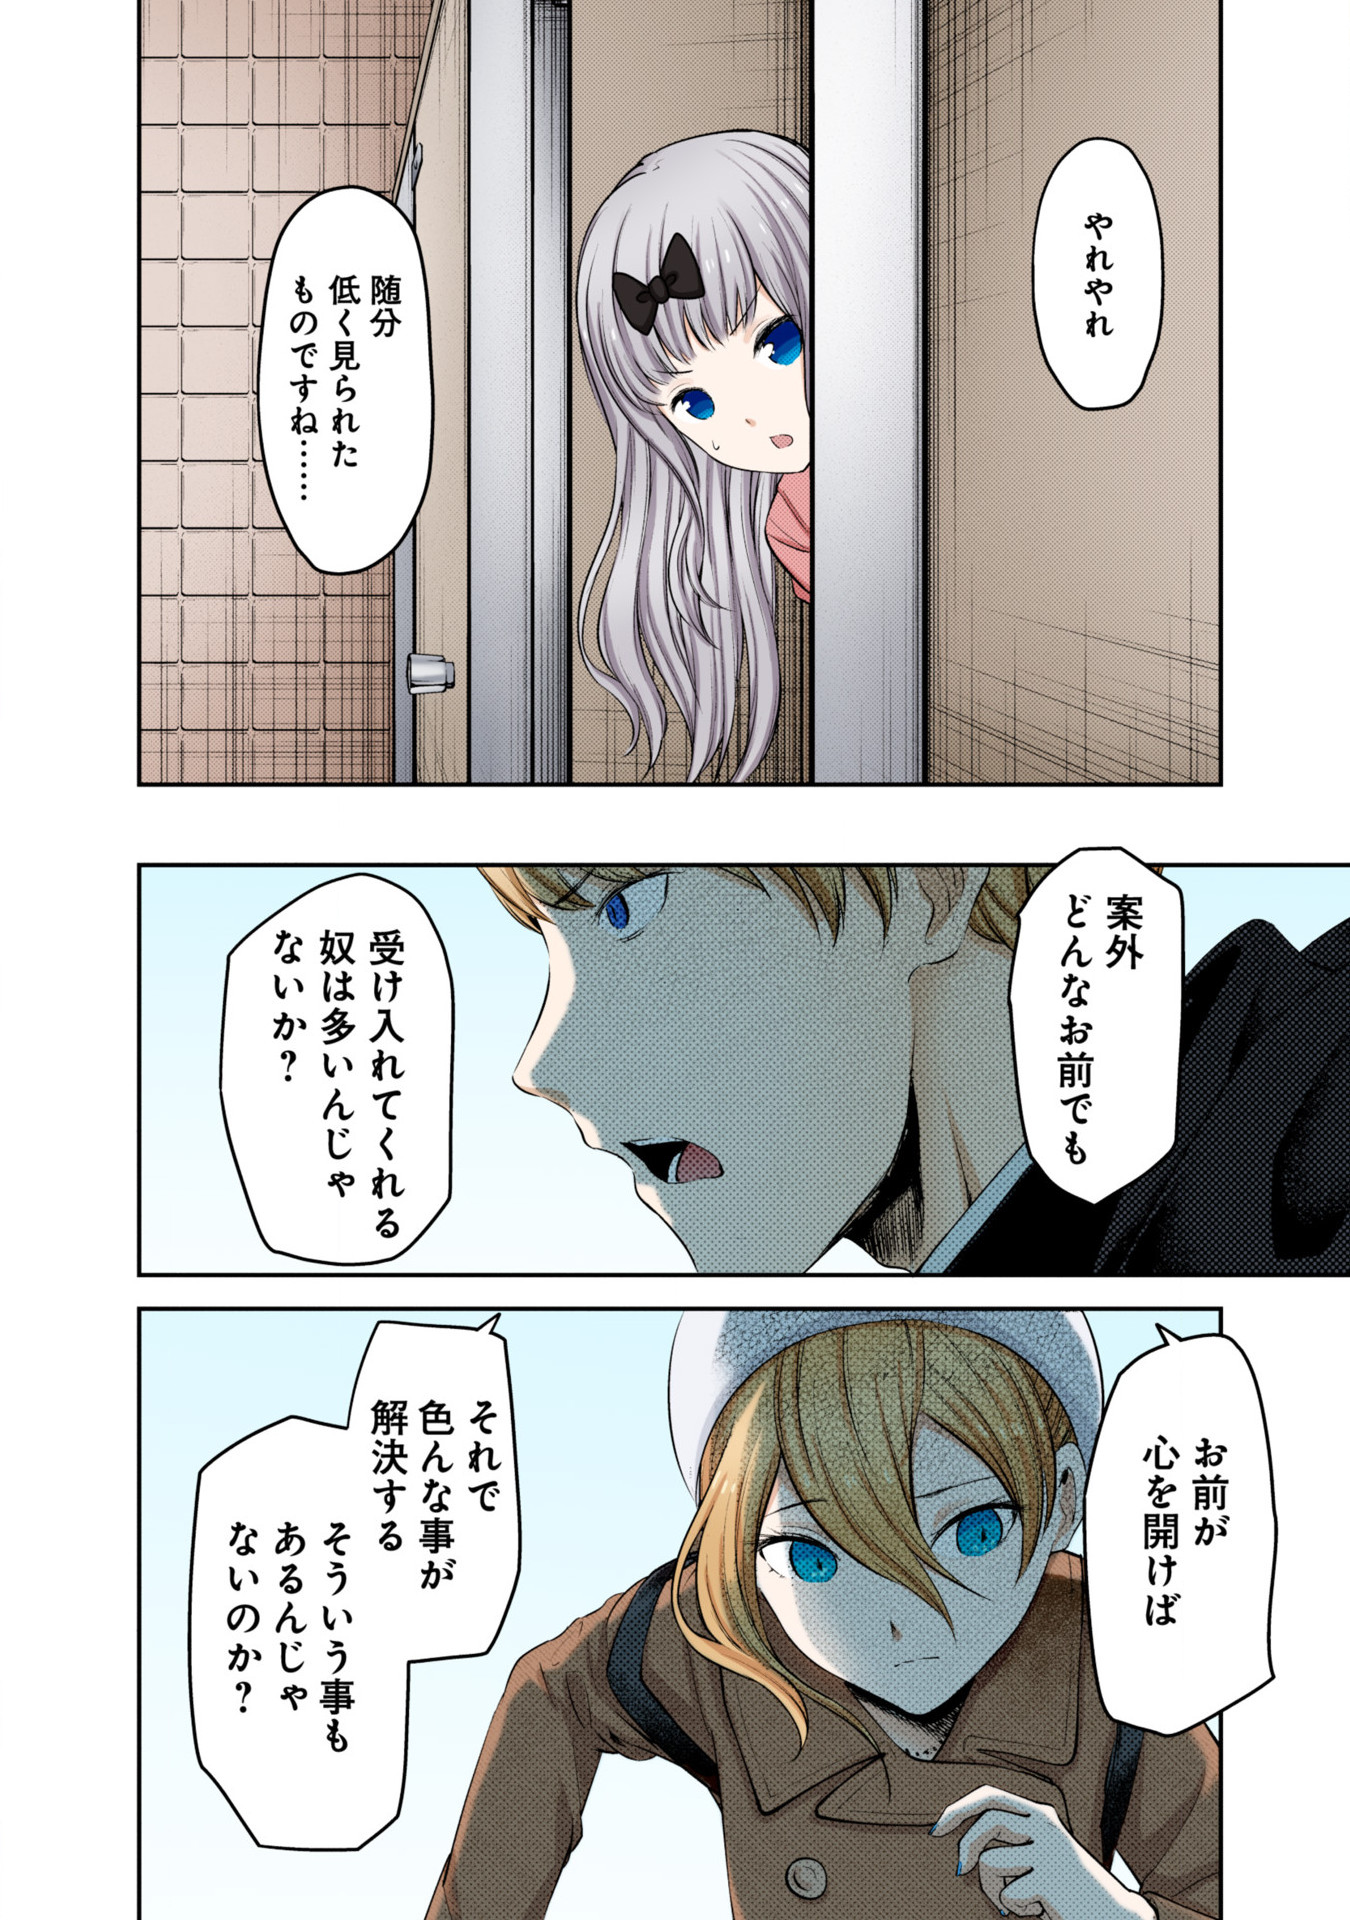 やれやれ
随分
低く見られた
ものですね……
案外
どんなお前でも
受け入れてくれる
奴は多いんじゃ
ないか？
お前が
心を開けば
それで
色んな事が
解決する
そういう事も
あるんじゃ
ないのか？